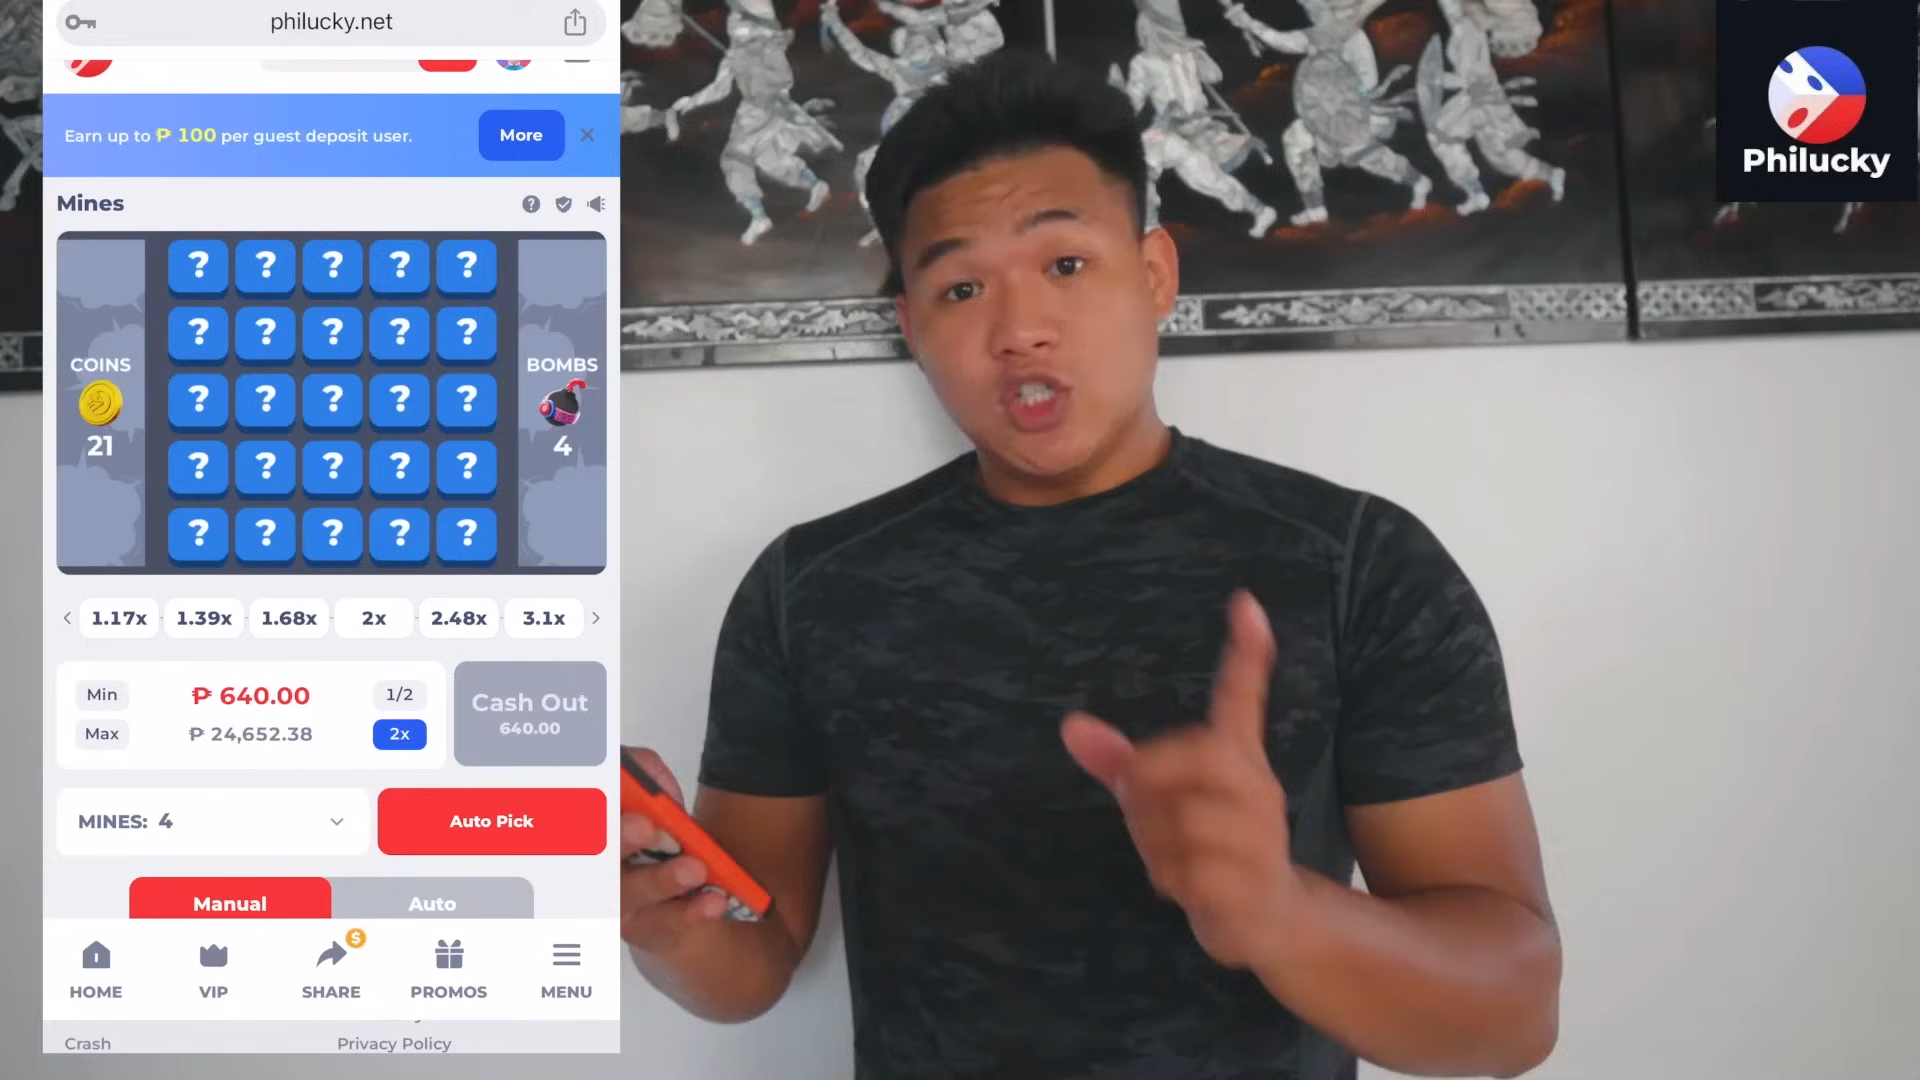 philucky.net
Earn up to ₱ 100 per guest deposit user.
More
Mines
? ? ? ? ?
? ? ? ? ?
? ? ? ? ?
? ? ? ? ?
? ? ? ? ?
COINS
21
BOMBS
4
1.17x 1.39x 1.68x 2x 2.48x 3.1x
Min ₱ 640.00 1/2
Max ₱ 24,652.38 2x
Cash Out
640.00
MINES: 4
Auto Pick
Manual Auto
$
HOME VIP SHARE PROMOS MENU
Crash Privacy Policy
Philucky